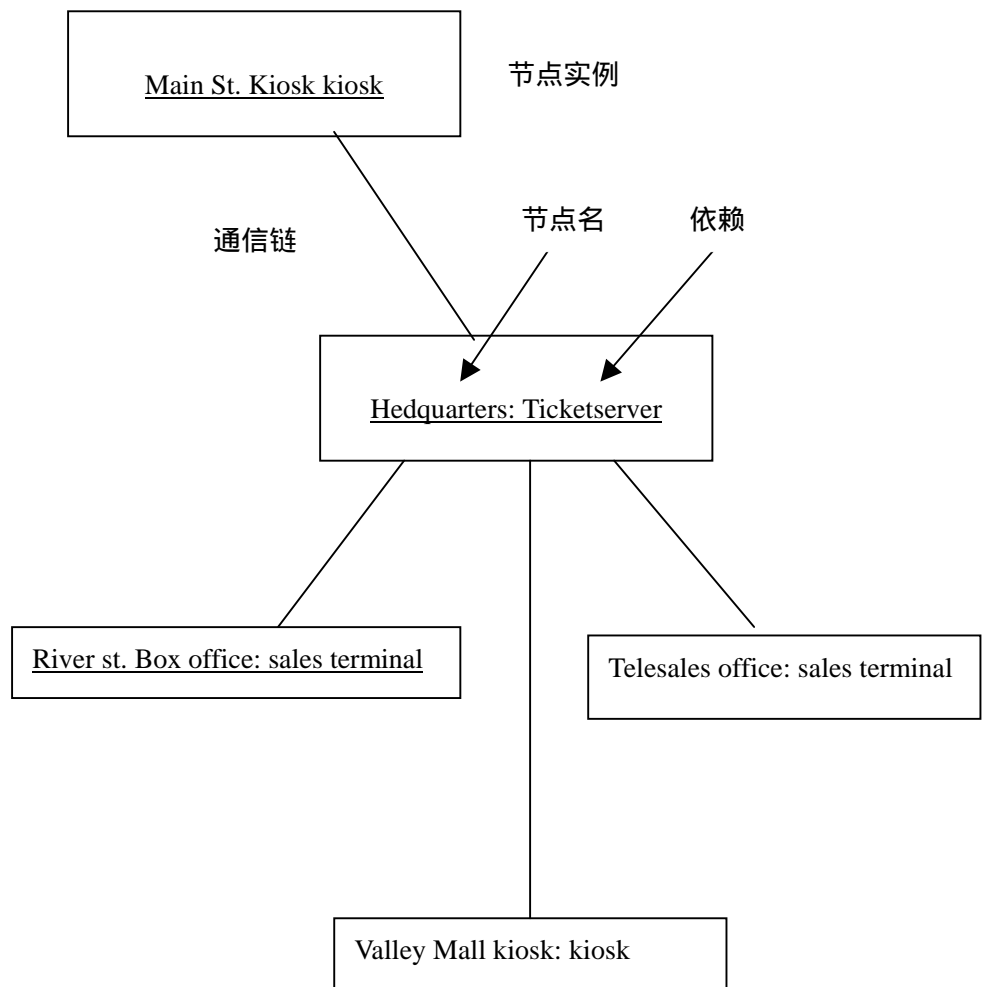 Main St. Kiosk kiosk
节点实例
通信链
节点名
依赖
Hedquarters: Ticketserver
River st. Box office: sales terminal
Telesales office: sales terminal
Valley Mall kiosk: kiosk